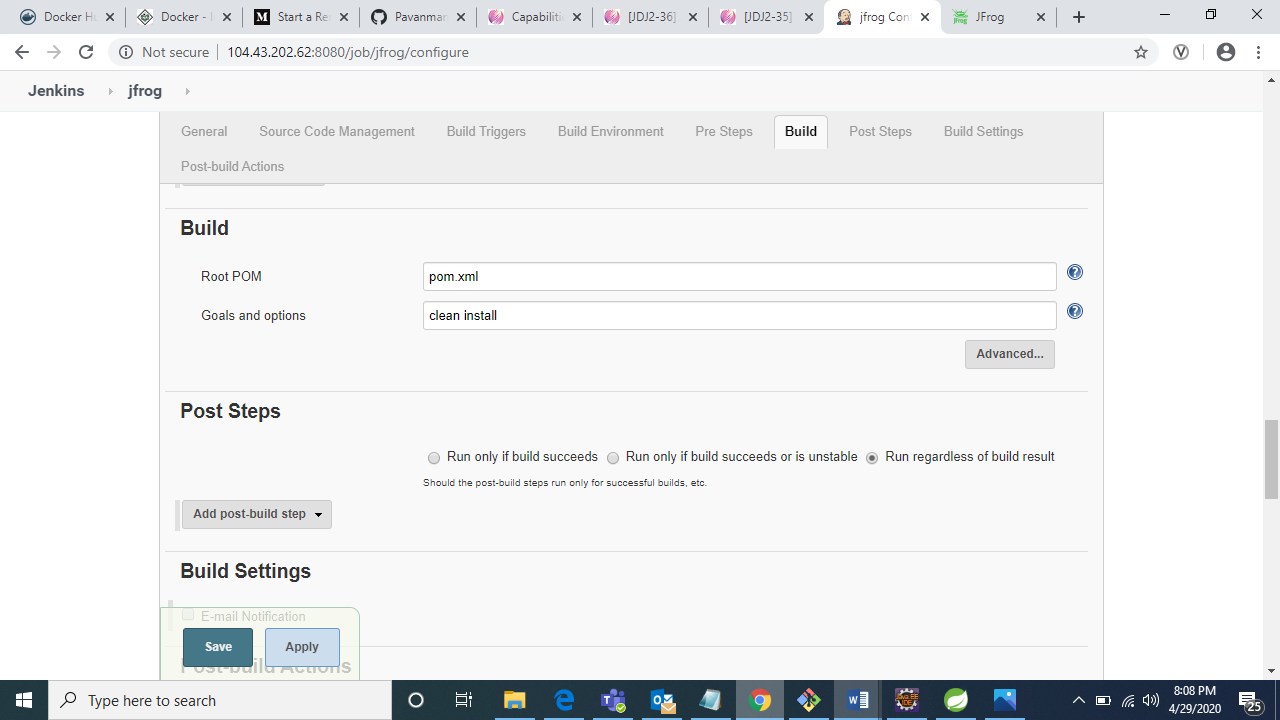 Docker H
Docker -
Start a Re
Pavanmar
Capabiliti
[JDJ2-36]
[JDJ2-35]
jfrog Conf
JFrog
Not secure
104.43.202.62:8080/job/jfrog/configure
Jenkins
jfrog
General
Source Code Management
Build Triggers
Build Environment
Pre Steps
Build
Post Steps
Build Settings
Post-build Actions
Build
Root POM
pom.xml
Goals and options
clean install
Advanced...
Post Steps
Run only if build succeeds
Run only if build succeeds or is unstable
Run regardless of build result
Should the post-build steps run only for successful builds, etc.
Add post-build step
Build Settings
E-mail Notification
Save
Apply
Post-build Actions
Type here to search
8:08 PM
4/29/2020
25